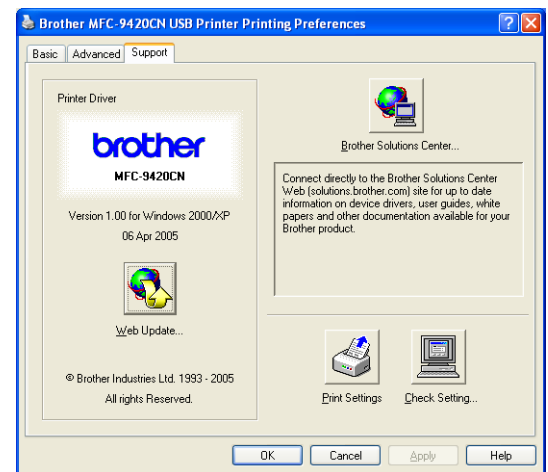 Brother MFC-9420CN USB Printer Printing Preferences
Basic Advanced Support
Printer Driver
brother
MFC-9420CN
Version 1.00 for Windows 2000/XP
06 Apr 2005
Web Update...
© Brother Industries Ltd. 1993 - 2005
All rights Reserved.
Brother Solutions Center...
Connect directly to the Brother Solutions Center
Web (solutions.brother.com) site for up to date
information on device drivers, user guides, white
papers and other documentation available for your
Brother product.
Print Settings Check Setting...
OK Cancel Apply Help